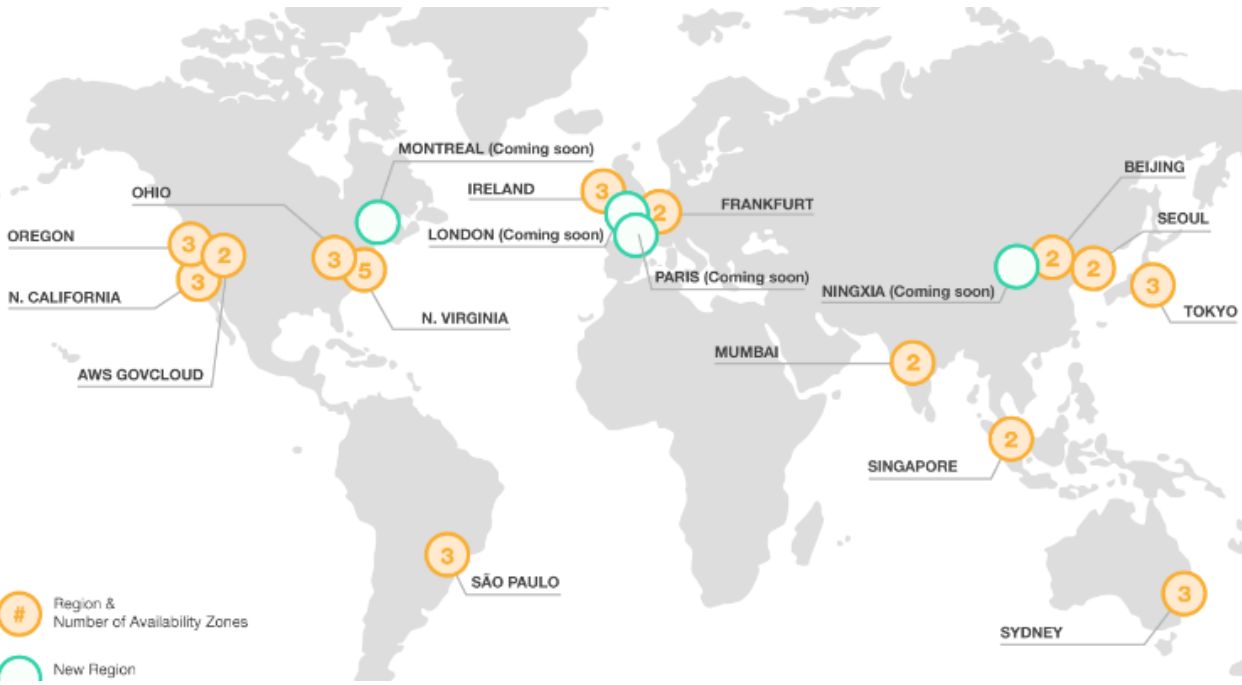 MONTREAL (Coming soon)
OHIO
IRELAND
3
BEIJING
2
FRANKFURT
SEOUL
OREGON
3
2
LONDON (Coming soon)
3
5
2
2
N. CALIFORNIA
3
PARIS (Coming soon)
NINGXIA (Coming soon)
3
TOKYO
N. VIRGINIA
MUMBAI
2
AWS GOVCLOUD
2
SINGAPORE
3
SÃO PAULO
3
SYDNEY
# Region &
Number of Availability Zones
New Region